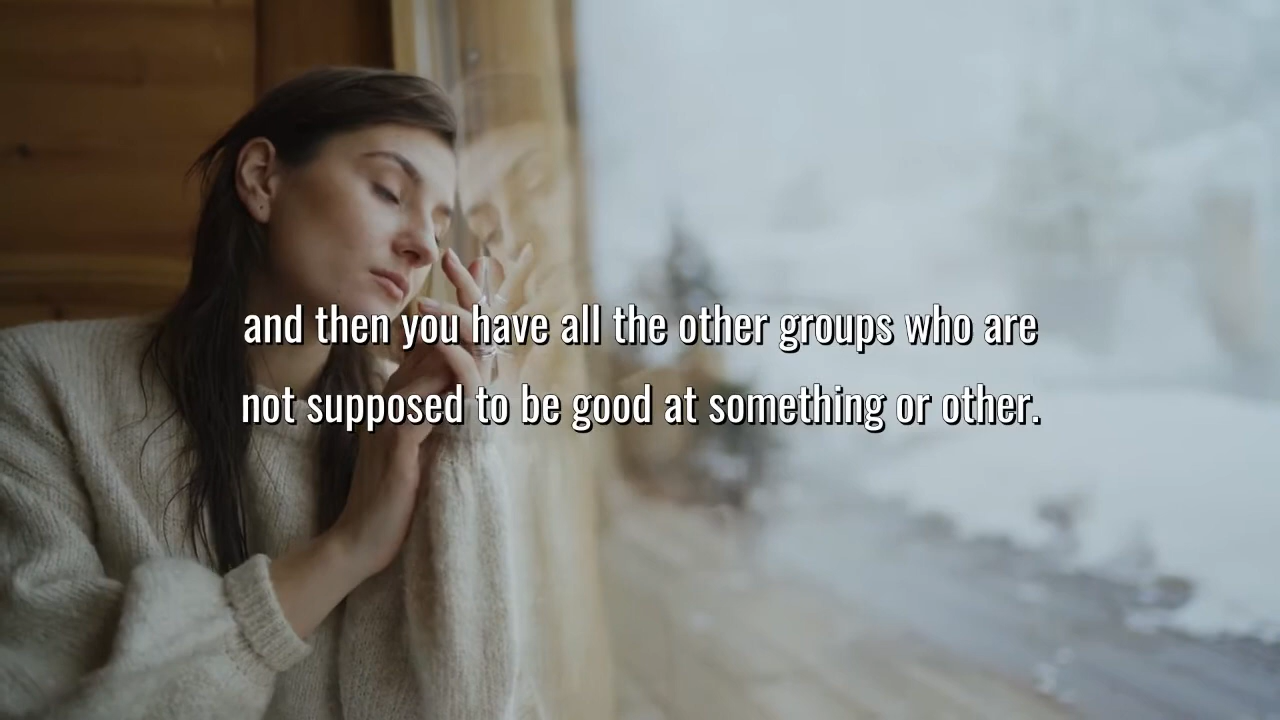 and then you have all the other groups who are
not supposed to be good at something or other.